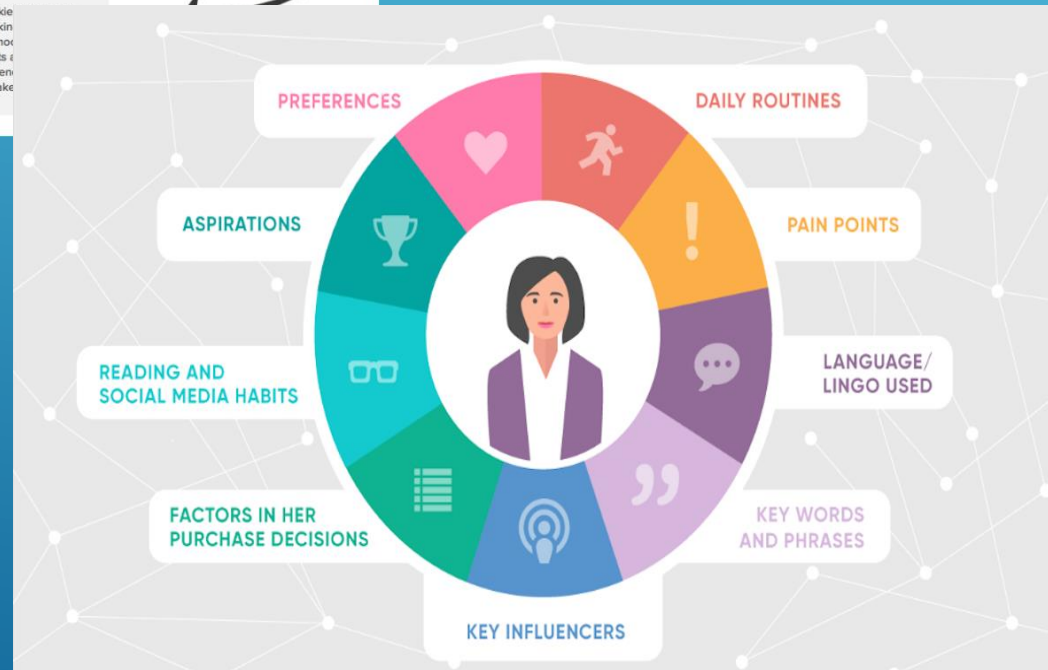 PREFERENCES
DAILY ROUTINES
ASPIRATIONS
PAIN POINTS
READING AND
SOCIAL MEDIA HABITS
LANGUAGE/
LINGO USED
FACTORS IN HER
PURCHASE DECISIONS
KEY WORDS
AND PHRASES
KEY INFLUENCERS